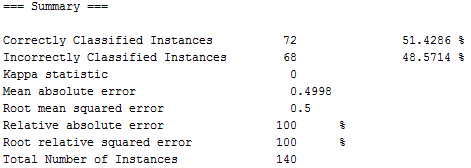 === Summary ===
Correctly Classified Instances 72 51.4286 %
Incorrectly Classified Instances 68 48.5714 %
Kappa statistic 0
Mean absolute error 0.4998
Root mean squared error 0.5
Relative absolute error 100 %
Root relative squared error 100 %
Total Number of Instances 140